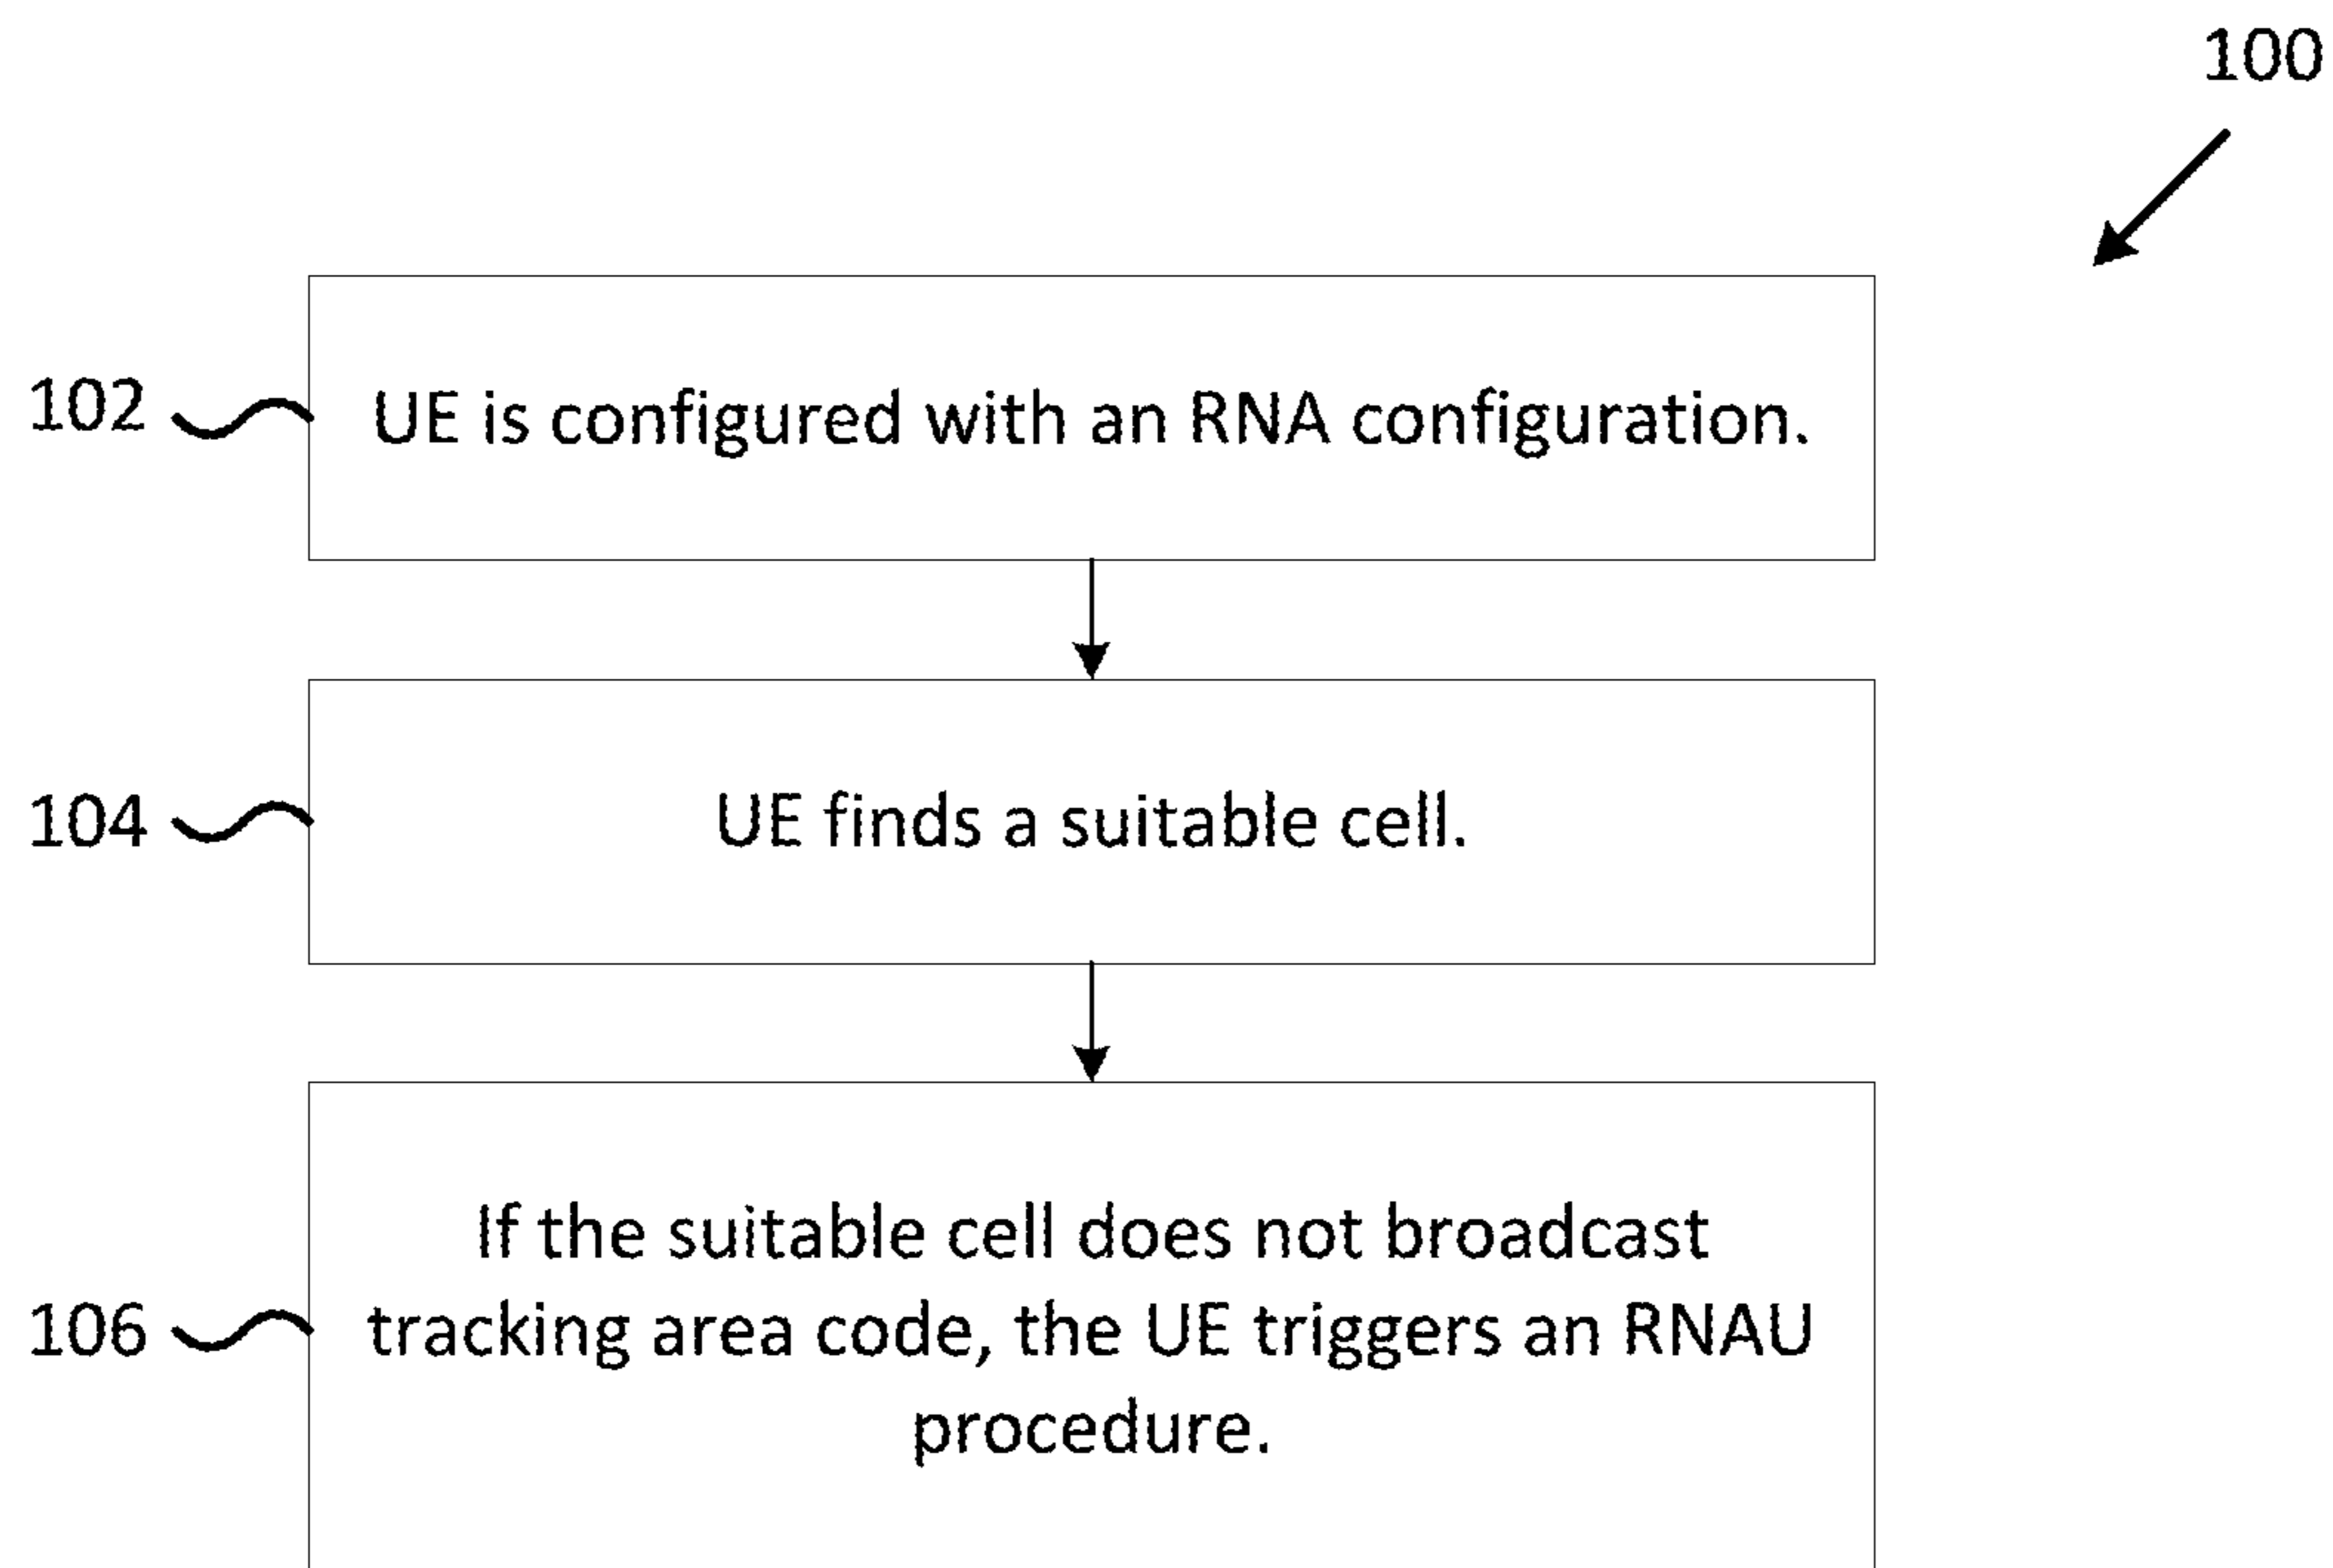 100
102
UE is configured with an RNA configuration.
104
UE finds a suitable cell.
If the suitable cell does not broadcast
106
tracking area code, the UE triggers an RNAU
procedure.